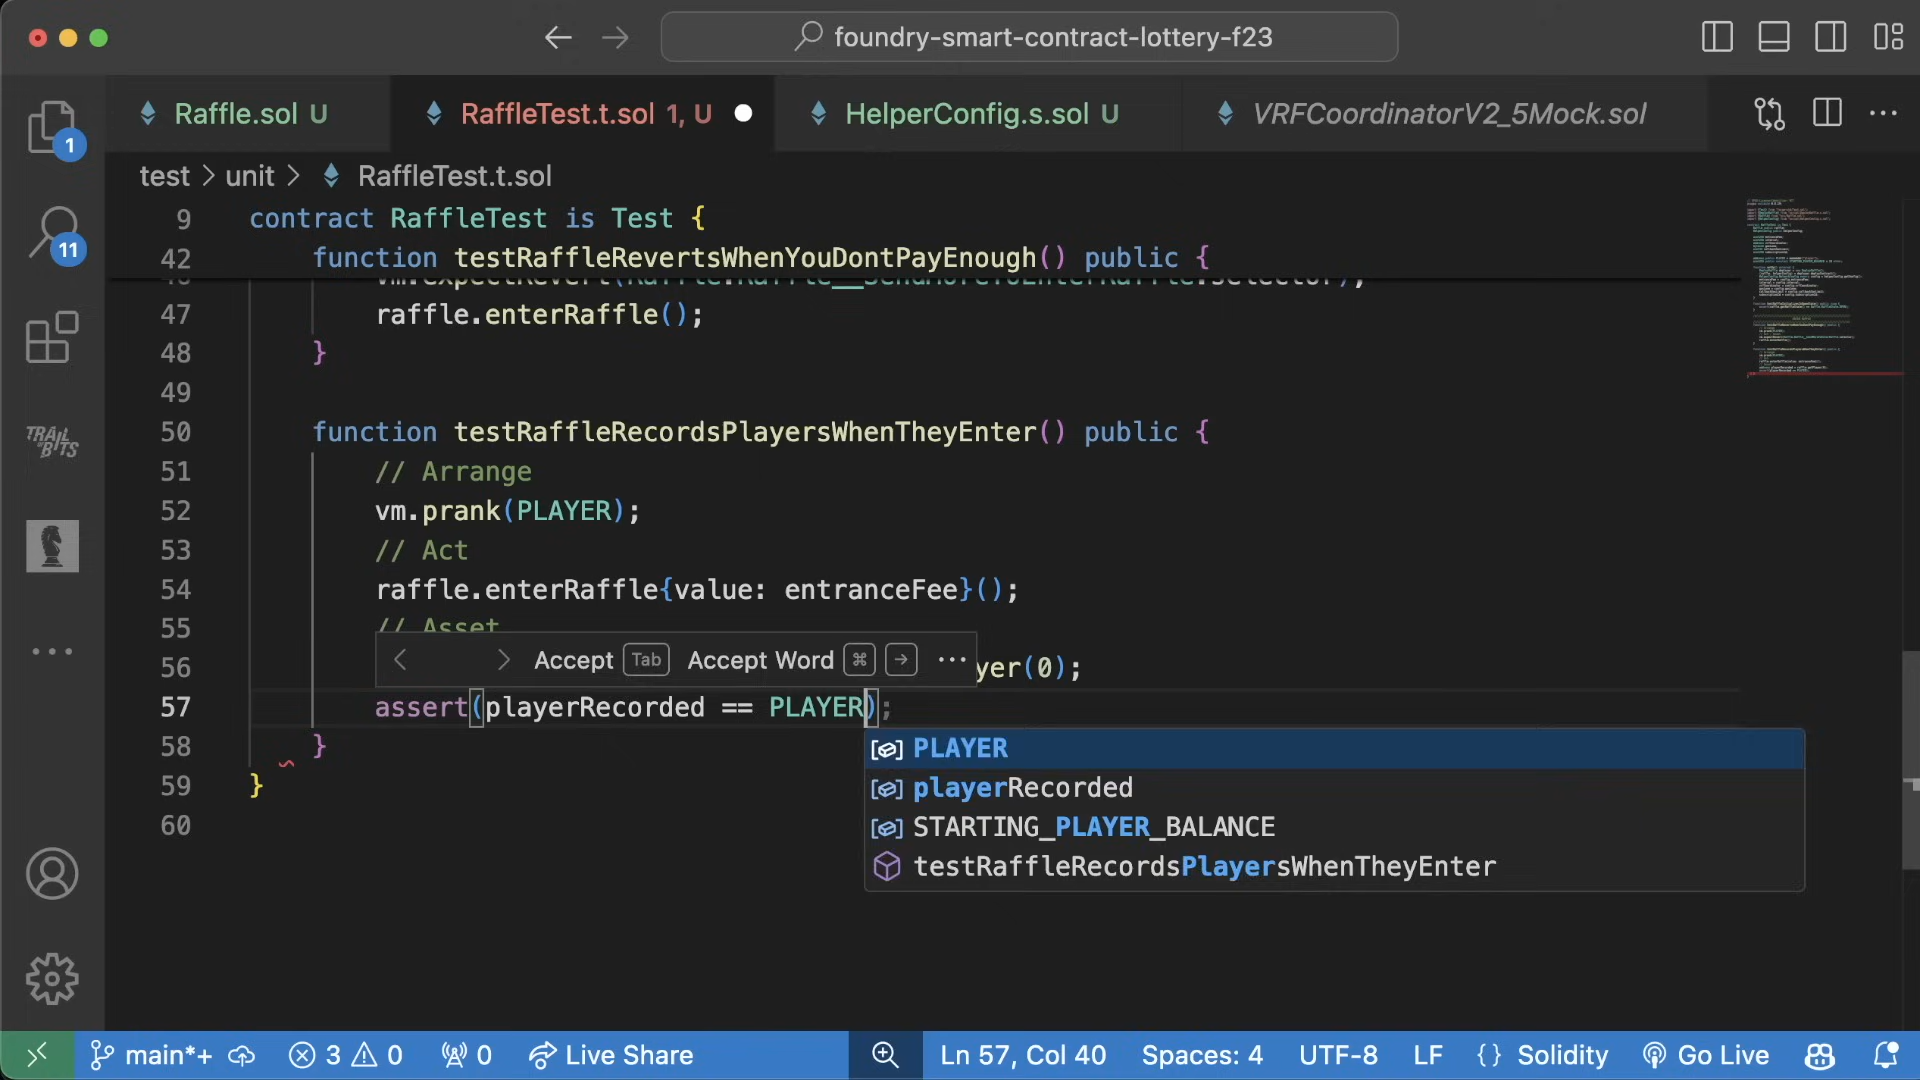 foundry-smart-contract-lottery-f23
Raffle.sol U
RaffleTest.t.sol 1, U
HelperConfig.s.sol U
VRFCoordinatorV2_5Mock.sol
1
test > unit > RaffleTest.t.sol
9 contract RaffleTest is Test {
42 function testRaffleRevertsWhenYouDontPayEnough() public {
47 raffle.enterRaffle();
48 }
49
50 function testRaffleRecordsPlayersWhenTheyEnter() public {
51 // Arrange
52 vm.prank(PLAYER);
53 // Act
54 raffle.enterRaffle{value: entranceFee}();
55 // Asset
56 yer(0);
57 assert(playerRecorded == PLAYER);
58 }
59 }
60
< > Accept Tab Accept Word ⌘ → ...
PLAYER
playerRecorded
STARTING_PLAYER_BALANCE
testRaffleRecordsPlayersWhenTheyEnter
11
TRAIL OF BITS
main*+ 3 0 0 Live Share Ln 57, Col 40 Spaces: 4 UTF-8 LF {} Solidity Go Live